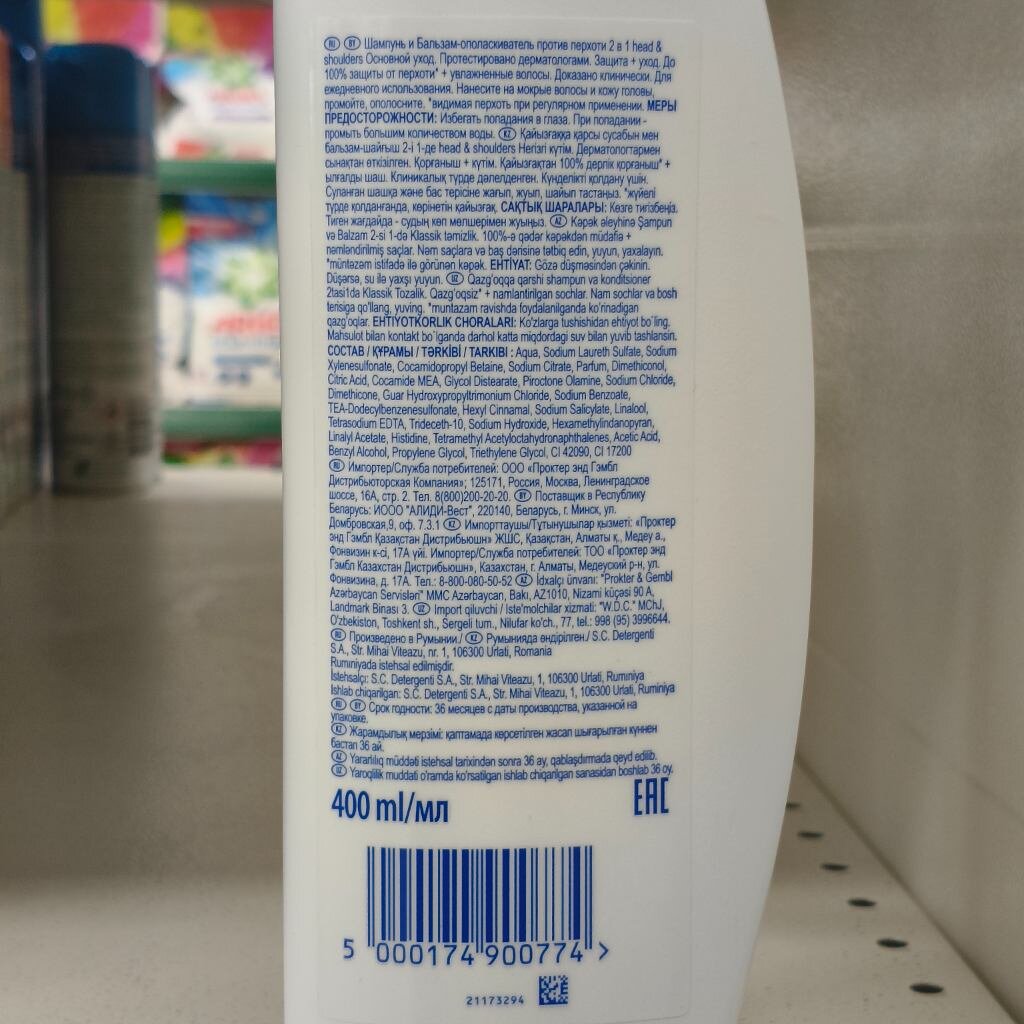 RU BY Шампунь и Бальзам-ополаскиватель против перхоти 2 в 1 head &
shoulders Основной уход. Протестировано дерматологами. Защита + уход. До
100% защиты от перхоти* + увлажненные волосы. Доказано клинически. Для
ежедневного использования. Нанесите на мокрые волосы и кожу головы,
промойте, ополосните. *видимая перхоть при регулярном применении. МЕРЫ
ПРЕДОСТОРОЖНОСТИ: Избегать попадания в глаза. При попадании -
промыть большим количеством воды. KZ Қайызғаққа қарсы сусабын мен
бальзам-шайғыш 2-і 1-де head & shoulders Негізгі күтім. Дерматологтармен
сынақтан өткізілген. Қорғаныш + күтім. Қайызғақтан 100% дерлік қорғаныш* +
ылғалды шаш. Клиникалық түрде дәлелденген. Күнделікті қолдану үшін.
Суланған шашқа және бас терісіне жағып, жуып, шайып тастаңыз. *жүйелі
түрде қолданғанда, көрінетін қайызғақ. САҚТЫҚ ШАРАЛАРЫ: Көзге тигізбеңіз.
Тиген жағдайда - судың көп мөлшерімен жуыңыз. AZ Kəpək əleyhinə Şampun
və Balzam 2-si 1-də Klassik təmizlik. 100%-ə qədər kəpəkdən müdafiə +
nəmləndirilmiş saçlar. Nəm saçlara və baş dərisinə tətbiq edin, yuyun, yaxalayın.
*müntəzəm istifadə ilə görünən kəpək. EHTİYAT: Gözə düşməsindən çəkinin.
Düşərsə, su ilə yaxşı yuyun. UZ Qazg'oqqa qarshi shampun va konditsioner
2tasi1da Klassik Tozalik. Qazg'oqsiz* + namlantirilgan sochlar. Nam sochlar va bosh
terisiga qo'llang, yuving. *muntazam ravishda foydalanilganda ko'rinadigan
qazg'oqlar. EHTIYOTKORLIK CHORALARI: Ko'zlarga tushishidan ehtiyot bo`ling.
Mahsulot bilan kontakt bo`lganda darhol katta miqdordagi suv bilan yuvib tashlansin.
СОСТАВ / ҚҰРАМЫ / TƏRKİBİ / TARKIBI : Aqua, Sodium Laureth Sulfate, Sodium
Xylenesulfonate, Cocamidopropyl Betaine, Sodium Citrate, Parfum, Dimethiconol,
Citric Acid, Cocamide MEA, Glycol Distearate, Piroctone Olamine, Sodium Chloride,
Dimethicone, Guar Hydroxypropyltrimonium Chloride, Sodium Benzoate,
TEA-Dodecylbenzenesulfonate, Hexyl Cinnamal, Sodium Salicylate, Linalool,
Tetrasodium EDTA, Trideceth-10, Sodium Hydroxide, Hexamethylindanopyran,
Linalyl Acetate, Histidine, Tetramethyl Acetyloctahydronaphthalenes, Acetic Acid,
Benzyl Alcohol, Propylene Glycol, Triethylene Glycol, CI 42090, CI 17200
RU Импортер/Служба потребителей: ООО «Проктер энд Гэмбл
Дистрибьюторская Компания»; 125171, Россия, Москва, Ленинградское
шоссе, 16А, стр. 2. Тел. 8(800)200-20-20. BY Поставщик в Республику
Беларусь: ИООО "АЛИДИ-Вест", 220140, Беларусь, г. Минск, ул.
Домбровская,9, оф. 7.3.1 KZ Импорттаушы/Тұтынушылар қызметі: «Проктер
энд Гэмбл Қазақстан Дистрибьюшн» ЖШС, Қазақстан, Алматы қ., Медеу а.,
Фонвизин к-сі, 17А үйі. Импортер/Служба потребителей: ТОО «Проктер энд
Гэмбл Казахстан Дистрибьюшн», Казахстан, г. Алматы, Медеуский р-н, ул.
Фонвизина, д. 17А. Тел.: 8-800-080-50-52 AZ İdxalçı ünvanı: "Prokter & Gembl
Azərbaycan Servisləri" MMC Azərbaycan, Bakı, AZ1010, Nizami küçəsi 90 A,
Landmark Binası 3. UZ Import qiluvchi / Iste'molchilar xizmati: "W.D.C." MChJ,
O'zbekiston, Toshkent sh., Sergeli tum., Nilufar ko'ch., 77, tel.: 998 (95) 3996644.
RU Произведено в Румынии./ KZ Румынияда өндірілген./ S.C. Detergenti
S.A., Str. Mihai Viteazu, nr. 1, 106300 Urlati, Romania
Rumıniyada istehsal edilmişdir.
İstehsalçı: S.C. Detergenti S.A., Str. Mihai Viteazu, 1, 106300 Urlati, Rumıniya
Ishlab chiqarilgan: S.C. Detergenti S.A., Str. Mihai Viteazu, 1, 106300 Urlati, Ruminiya
RU BY Срок годности: 36 месяцев с даты производства, указанной на
упаковке.
KZ Жарамдылық мерзімі: қаптамада көрсетілген жасап шығарылған күннен
бастап 36 ай.
AZ Yararlılıq müddəti istehsal tarixindən sonra 36 ay, qablaşdırmada qeyd edilib.
UZ Yaroqlilik muddati o'ramda ko'rsatilgan ishlab chiqarilgan sanasidan boshlab 36 oy.
400 ml/мл
EAC
5 000174 900774 >
21173294